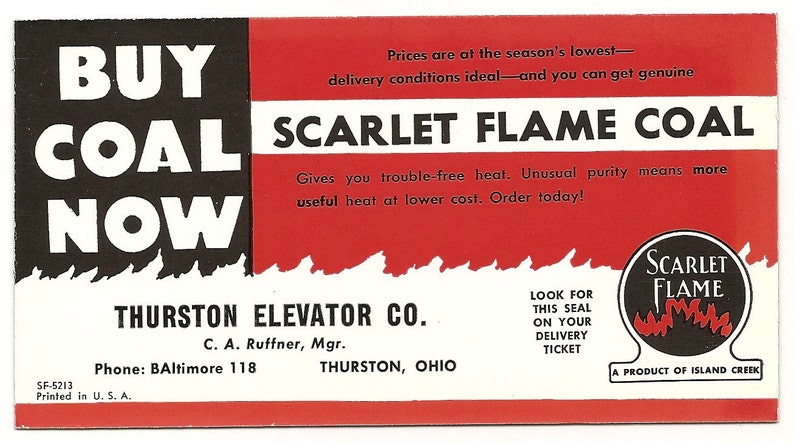 BUY
COAL
NOW
Prices are at the season's lowest—
delivery conditions ideal—and you can get genuine
SCARLET FLAME COAL
Gives you trouble-free heat. Unusual purity means more
useful heat at lower cost. Order today!
THURSTON ELEVATOR CO.
C. A. Ruffner, Mgr.
Phone: BAltimore 118 THURSTON, OHIO
LOOK FOR
THIS SEAL
ON YOUR
DELIVERY
TICKET
SCARLET
FLAME
A PRODUCT OF ISLAND CREEK
SF-5213
Printed in U. S. A.